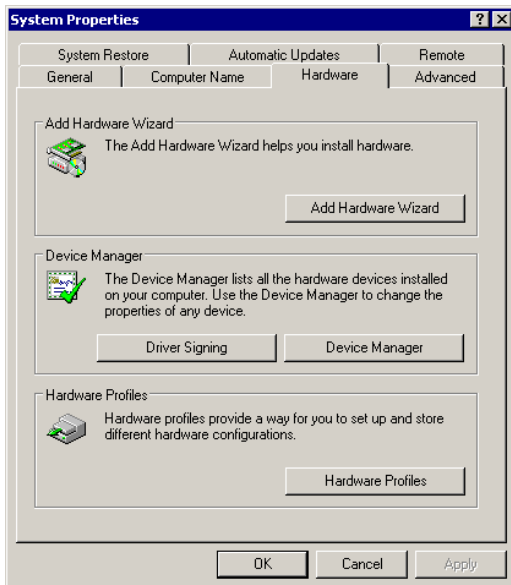 System Properties
System Restore Automatic Updates Remote
General Computer Name Hardware Advanced
Add Hardware Wizard
The Add Hardware Wizard helps you install hardware.
Add Hardware Wizard
Device Manager
The Device Manager lists all the hardware devices installed
on your computer. Use the Device Manager to change the
properties of any device.
Driver Signing Device Manager
Hardware Profiles
Hardware profiles provide a way for you to set up and store
different hardware configurations.
Hardware Profiles
OK Cancel Apply